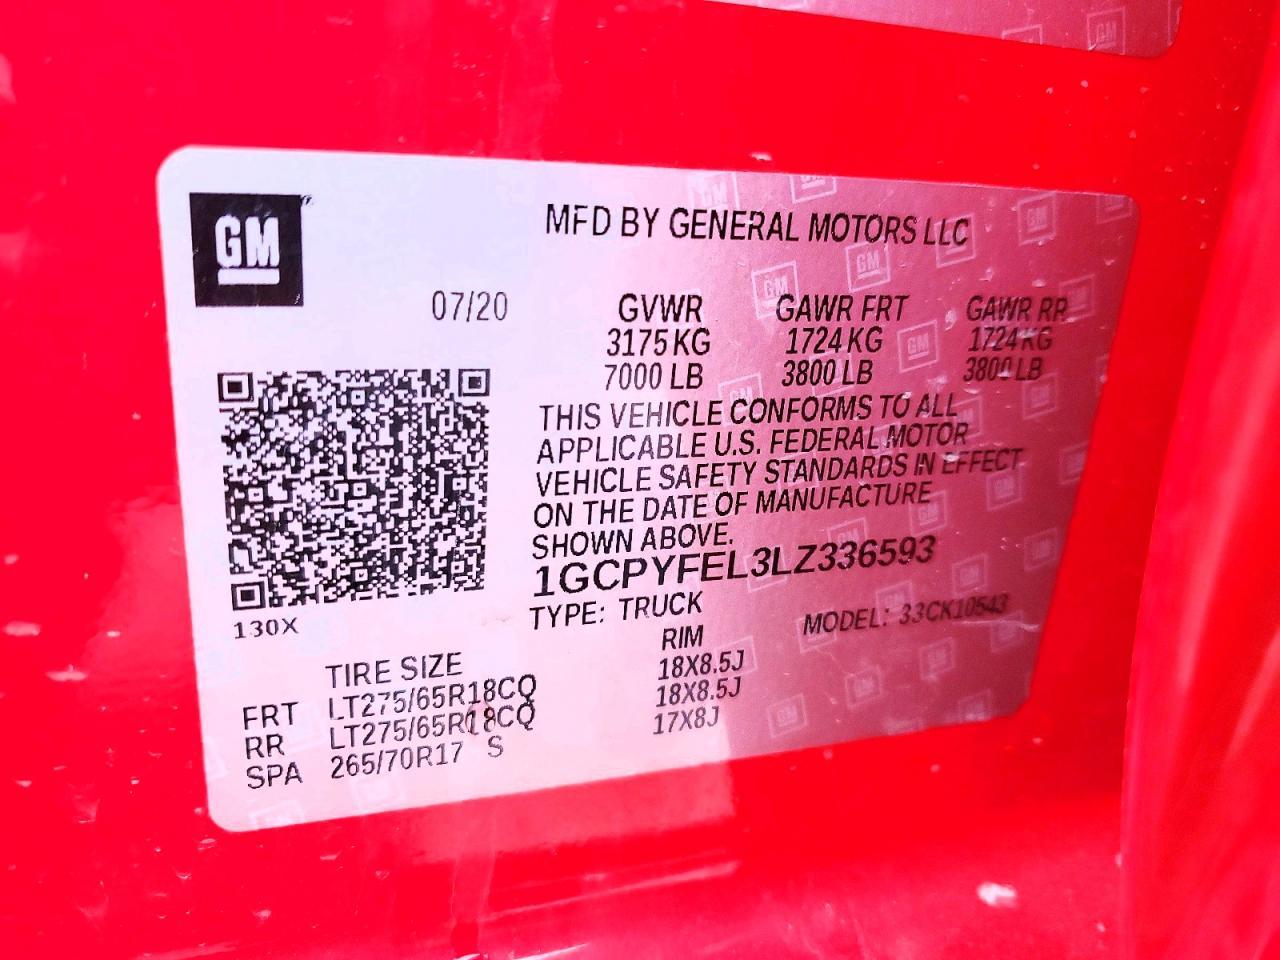 GM
MFD BY GENERAL MOTORS LLC
07/20
GVWR GAWR FRT GAWR RR
3175 KG 1724 KG 1724 KG
7000 LB 3800 LB 3800 LB
THIS VEHICLE CONFORMS TO ALL
APPLICABLE U.S. FEDERAL MOTOR
VEHICLE SAFETY STANDARDS IN EFFECT
ON THE DATE OF MANUFACTURE
SHOWN ABOVE.
1GCPYFEL3LZ336593
TYPE: TRUCK MODEL: 33CK10543
130X
TIRE SIZE RIM
FRT LT275/65R18CQ 18X8.5J
RR LT275/65R18CQ 18X8.5J
SPA 265/70R17 S 17X8J